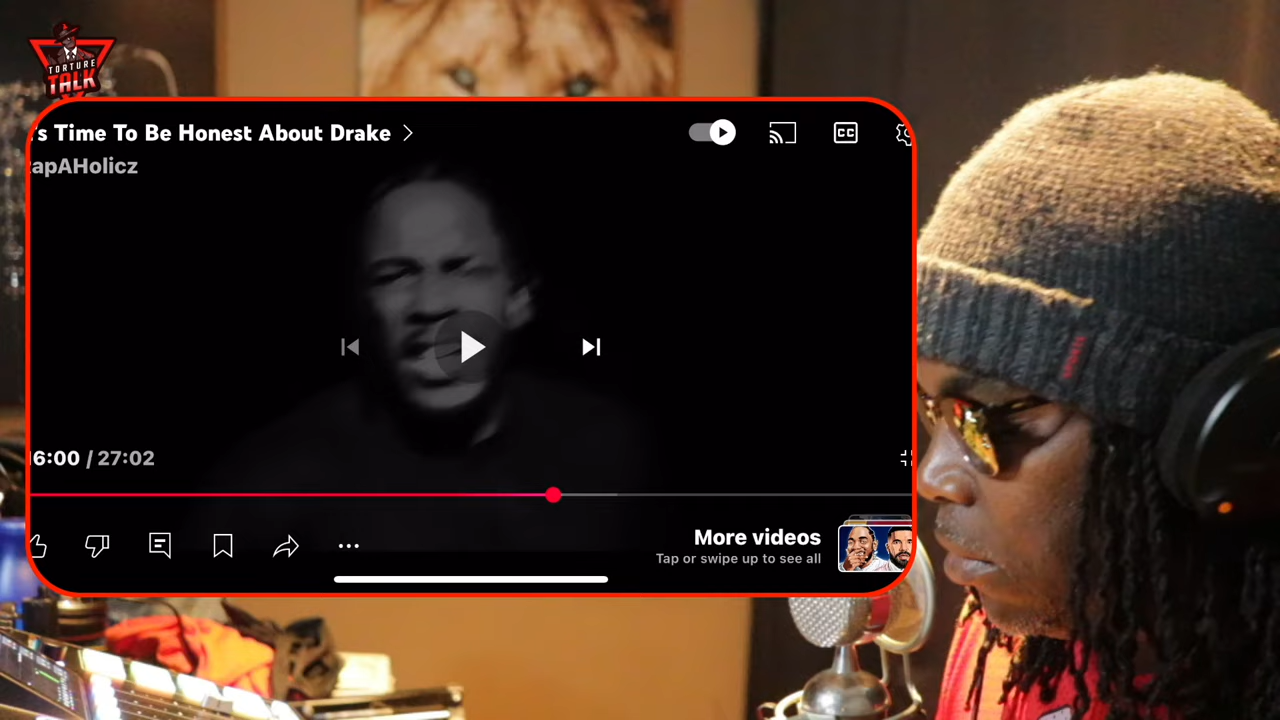 TORTURE
TALK
's Time To Be Honest About Drake
apAHolicz
CC
6:00 / 27:02
More videos
Tap or swipe up to see all